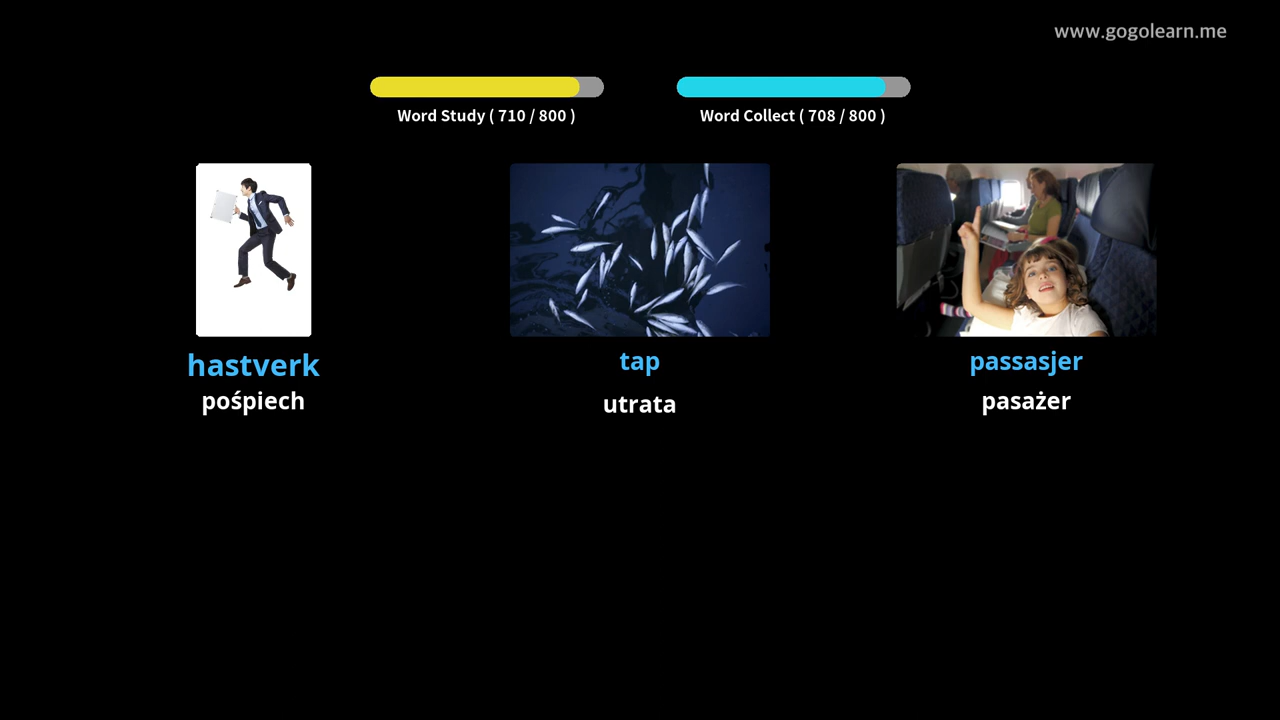 www.gogolearn.me
Word Study ( 710 / 800 )
Word Collect ( 708 / 800 )
hastverk
pośpiech
tap
utrata
passasjer
pasażer